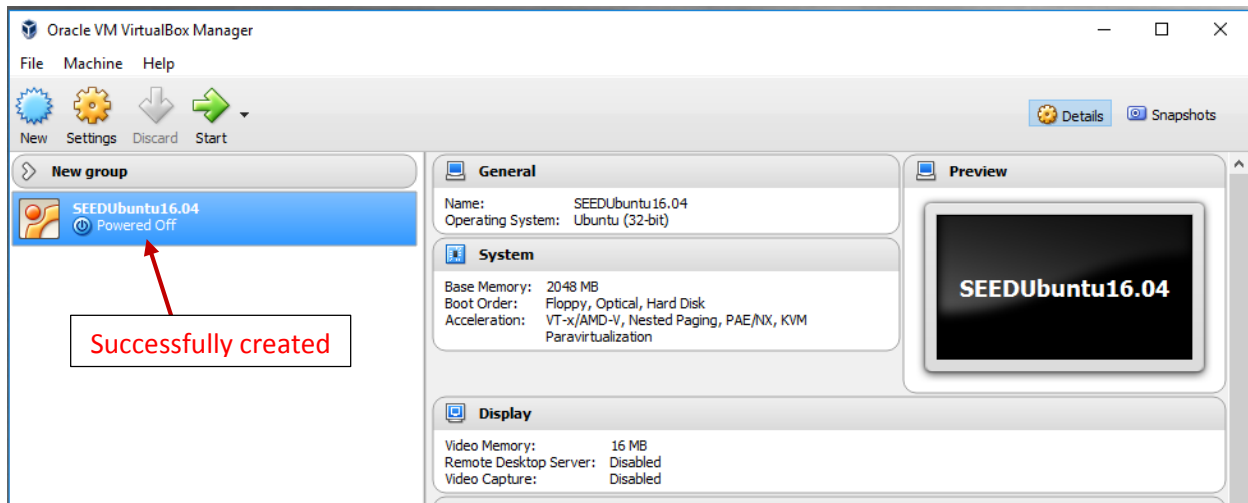 Oracle VM VirtualBox Manager
File Machine Help
New Settings Discard Start
Details Snapshots
New group
SEEDUbuntu16.04
Powered Off
Successfully created
General
Name: SEEDUbuntu16.04
Operating System: Ubuntu (32-bit)
System
Base Memory: 2048 MB
Boot Order: Floppy, Optical, Hard Disk
Acceleration: VT-x/AMD-V, Nested Paging, PAE/NX, KVM
Paravirtualization
Preview
SEEDUbuntu16.04
Display
Video Memory: 16 MB
Remote Desktop Server: Disabled
Video Capture: Disabled